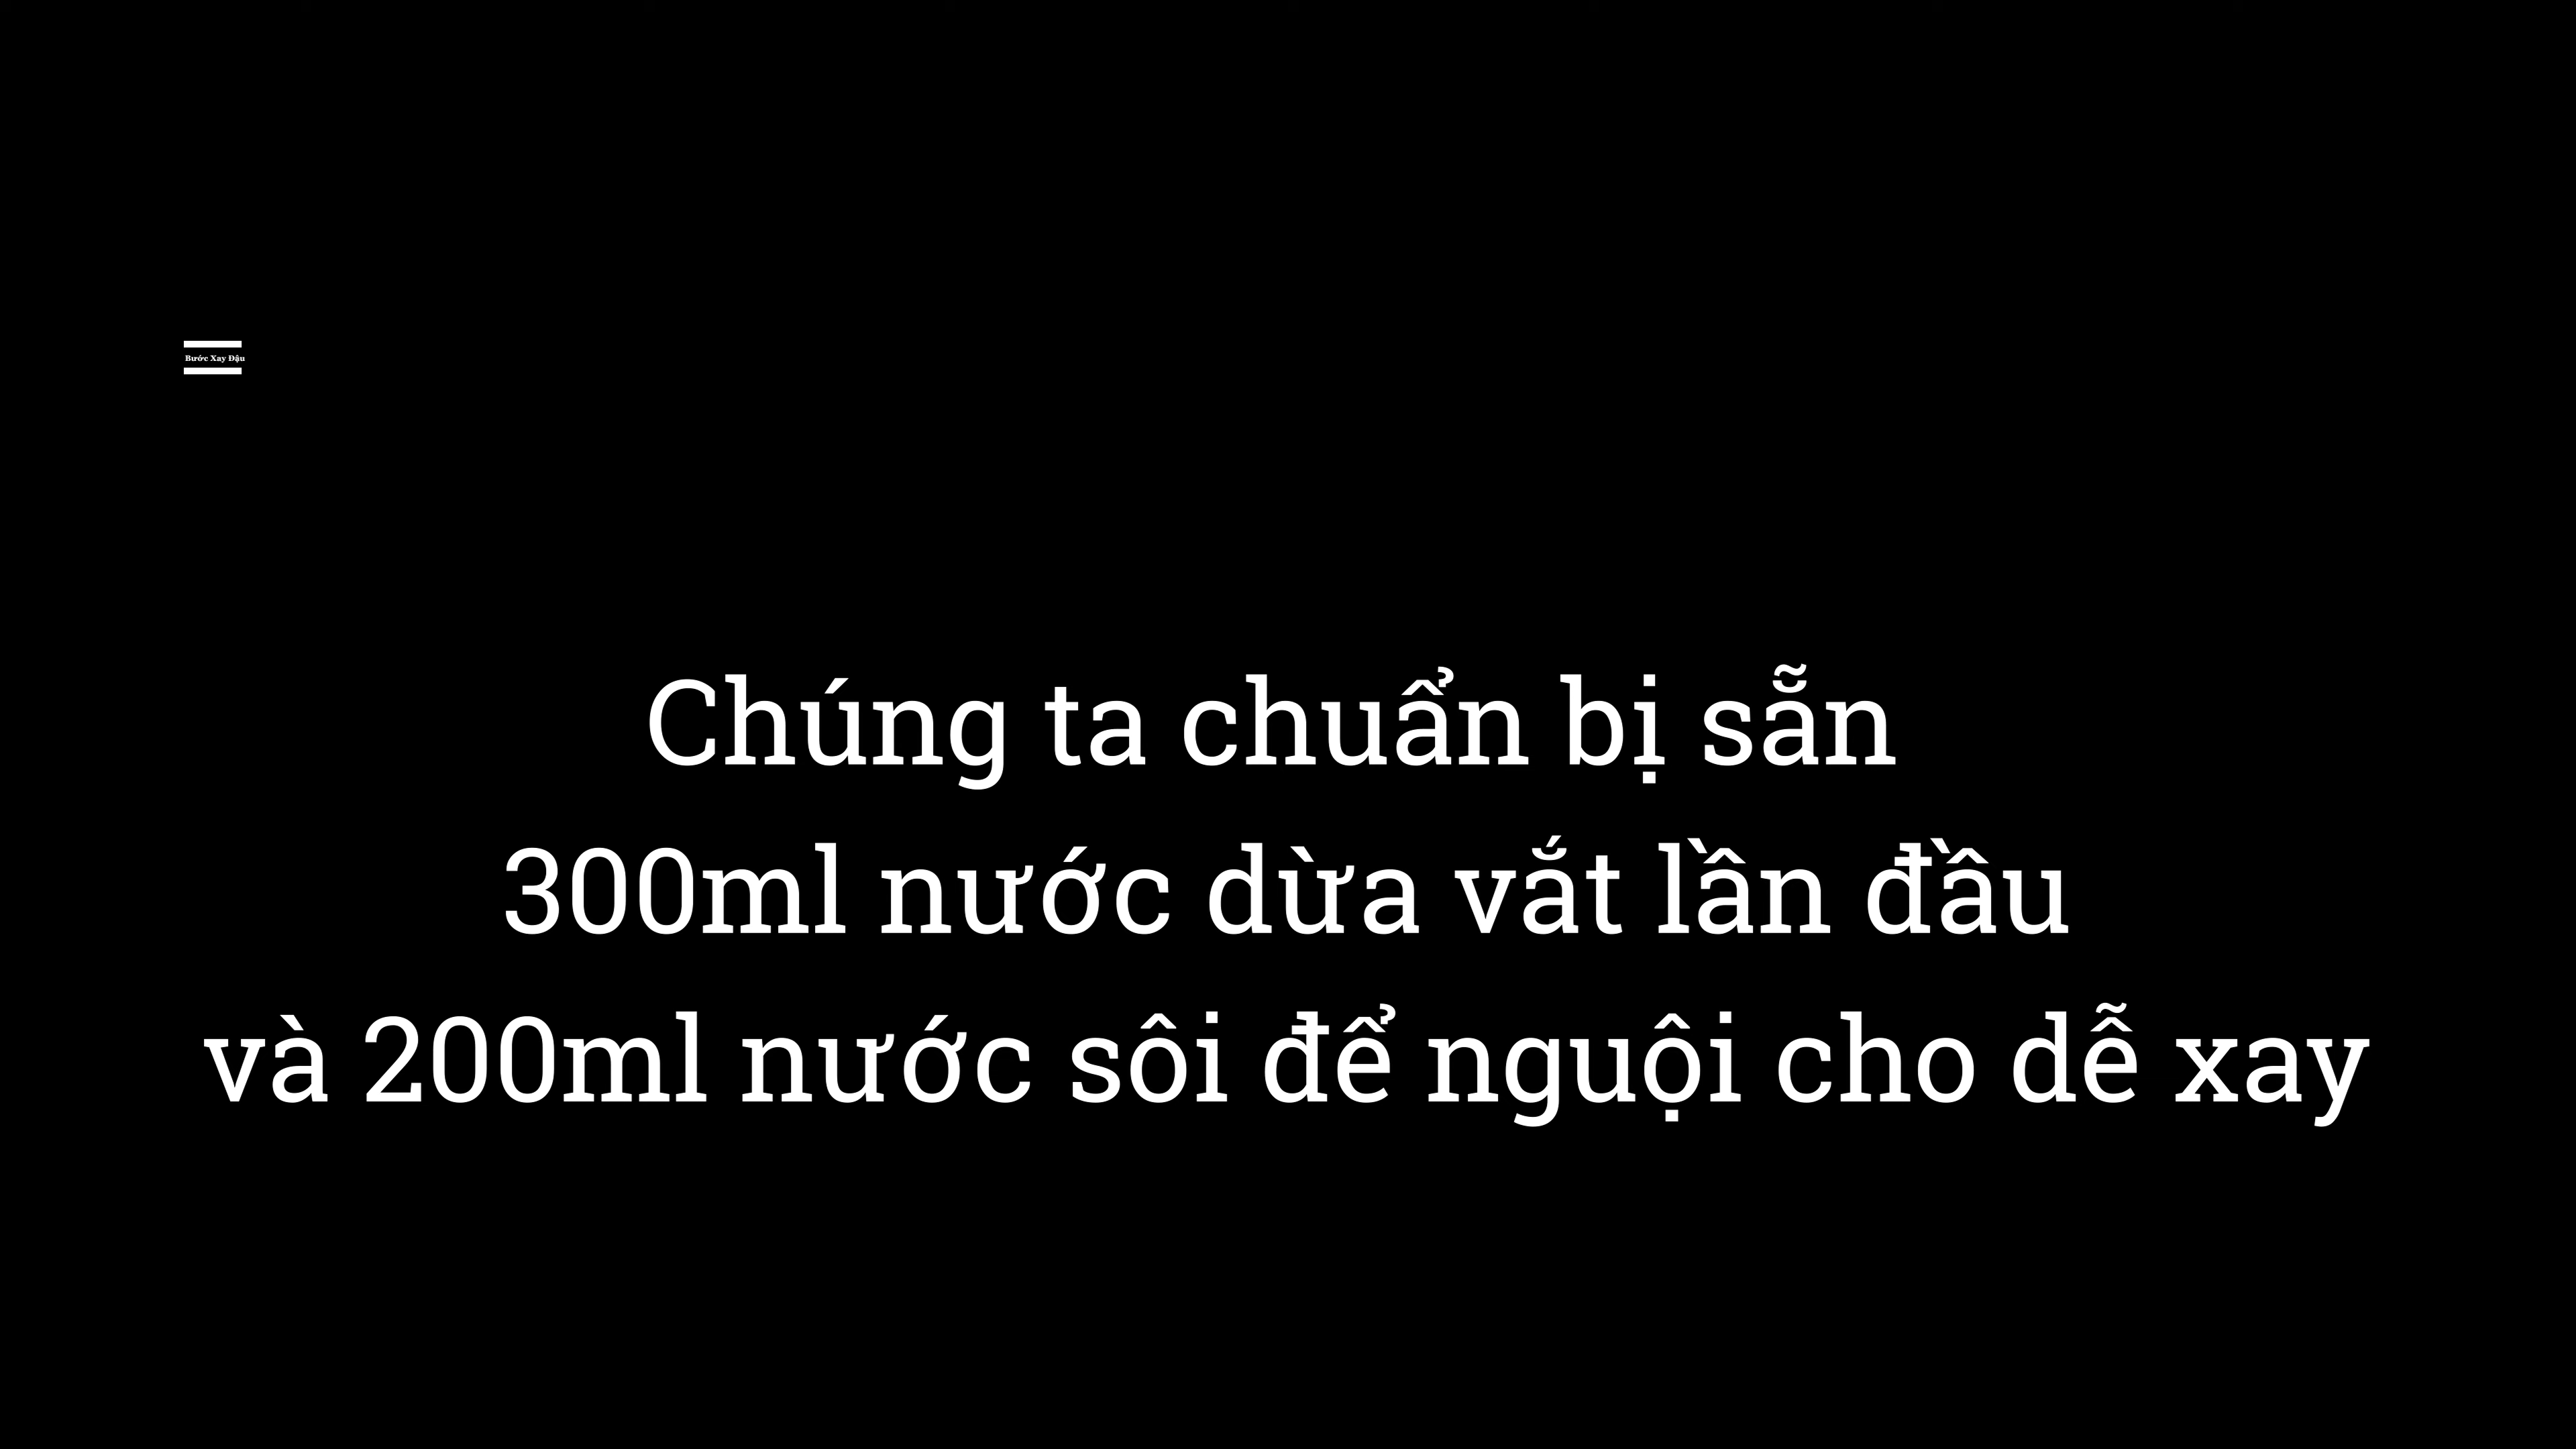 Bước Xay Đậu
Chúng ta chuẩn bị sẵn
300ml nước dừa vắt lần đầu
và 200ml nước sôi để nguội cho dễ xay